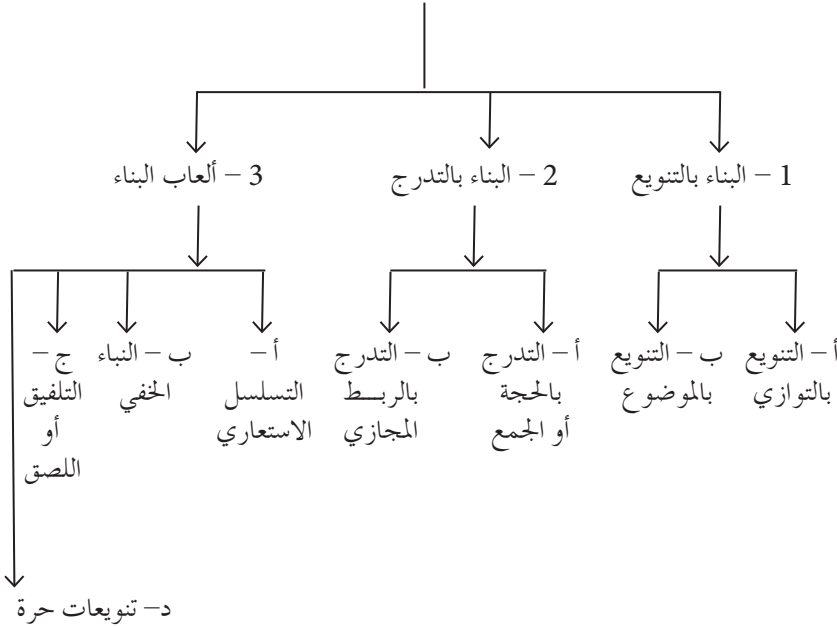 1 – البناء بالتنويع
2 – البناء بالتدرج
3 – ألعاب البناء
أ – التنويع
بالتوازي
ب – التنويع
بالموضوع
أ – التدرج
بالحجة
أو الجمع
ب – التدرج
بالربــط
المجازي
أ –
التسلسل
الاستعاري
ب – النباء
الخفي
ج –
التلفيق
أو
اللصق
د– تنويعات حرة